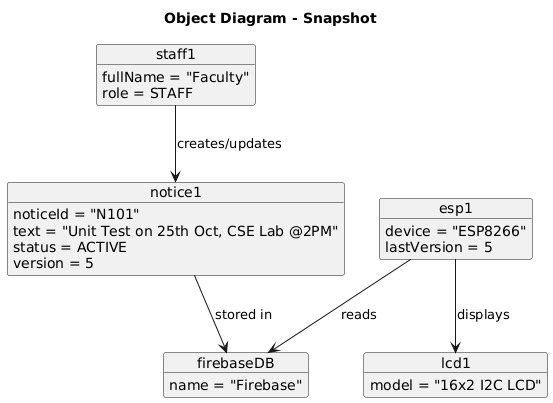 Object Diagram - Snapshot
staff1
fullName = "Faculty"
role = STAFF
creates/updates
notice1
noticeId = "N101"
text = "Unit Test on 25th Oct, CSE Lab @2PM"
status = ACTIVE
version = 5
esp1
device = "ESP8266"
lastVersion = 5
stored in
reads
displays
firebaseDB
name = "Firebase"
lcd1
model = "16x2 I2C LCD"